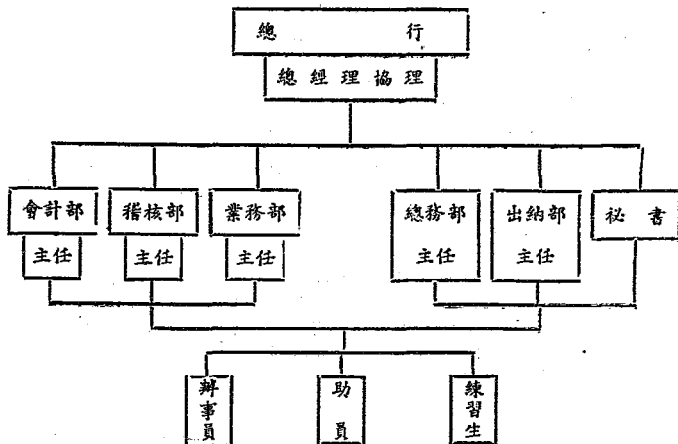 總行
總經理協理
會計部 稽核部 業務部 總務部 出納部 祕書
主任 主任 主任 主任 主任
辦事員 助員 練習生